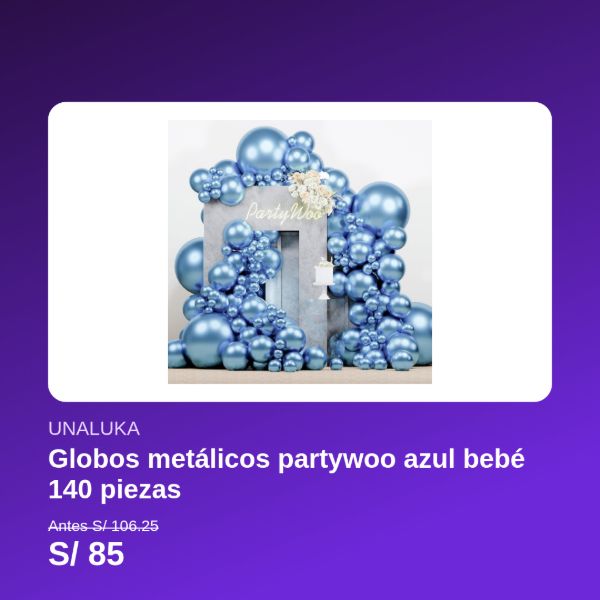 PartyWoo
UNALUKA
Globos metálicos partywoo azul bebé
140 piezas
Antes S/ 106.25
S/ 85